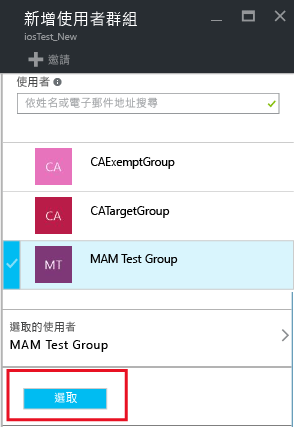 新增使用者群組
iosTest_New
邀請
使用者
依姓名或電子郵件地址搜尋
CA
CAExemptGroup
CA
CATargetGroup
MT
MAM Test Group
選取的使用者
MAM Test Group
選取